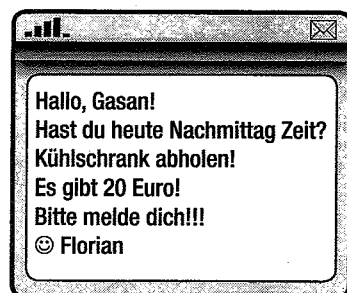 Hallo, Gasan!
Hast du heute Nachmittag Zeit?
Kühlschrank abholen!
Es gibt 20 Euro!
Bitte melde dich!!!
☺ Florian